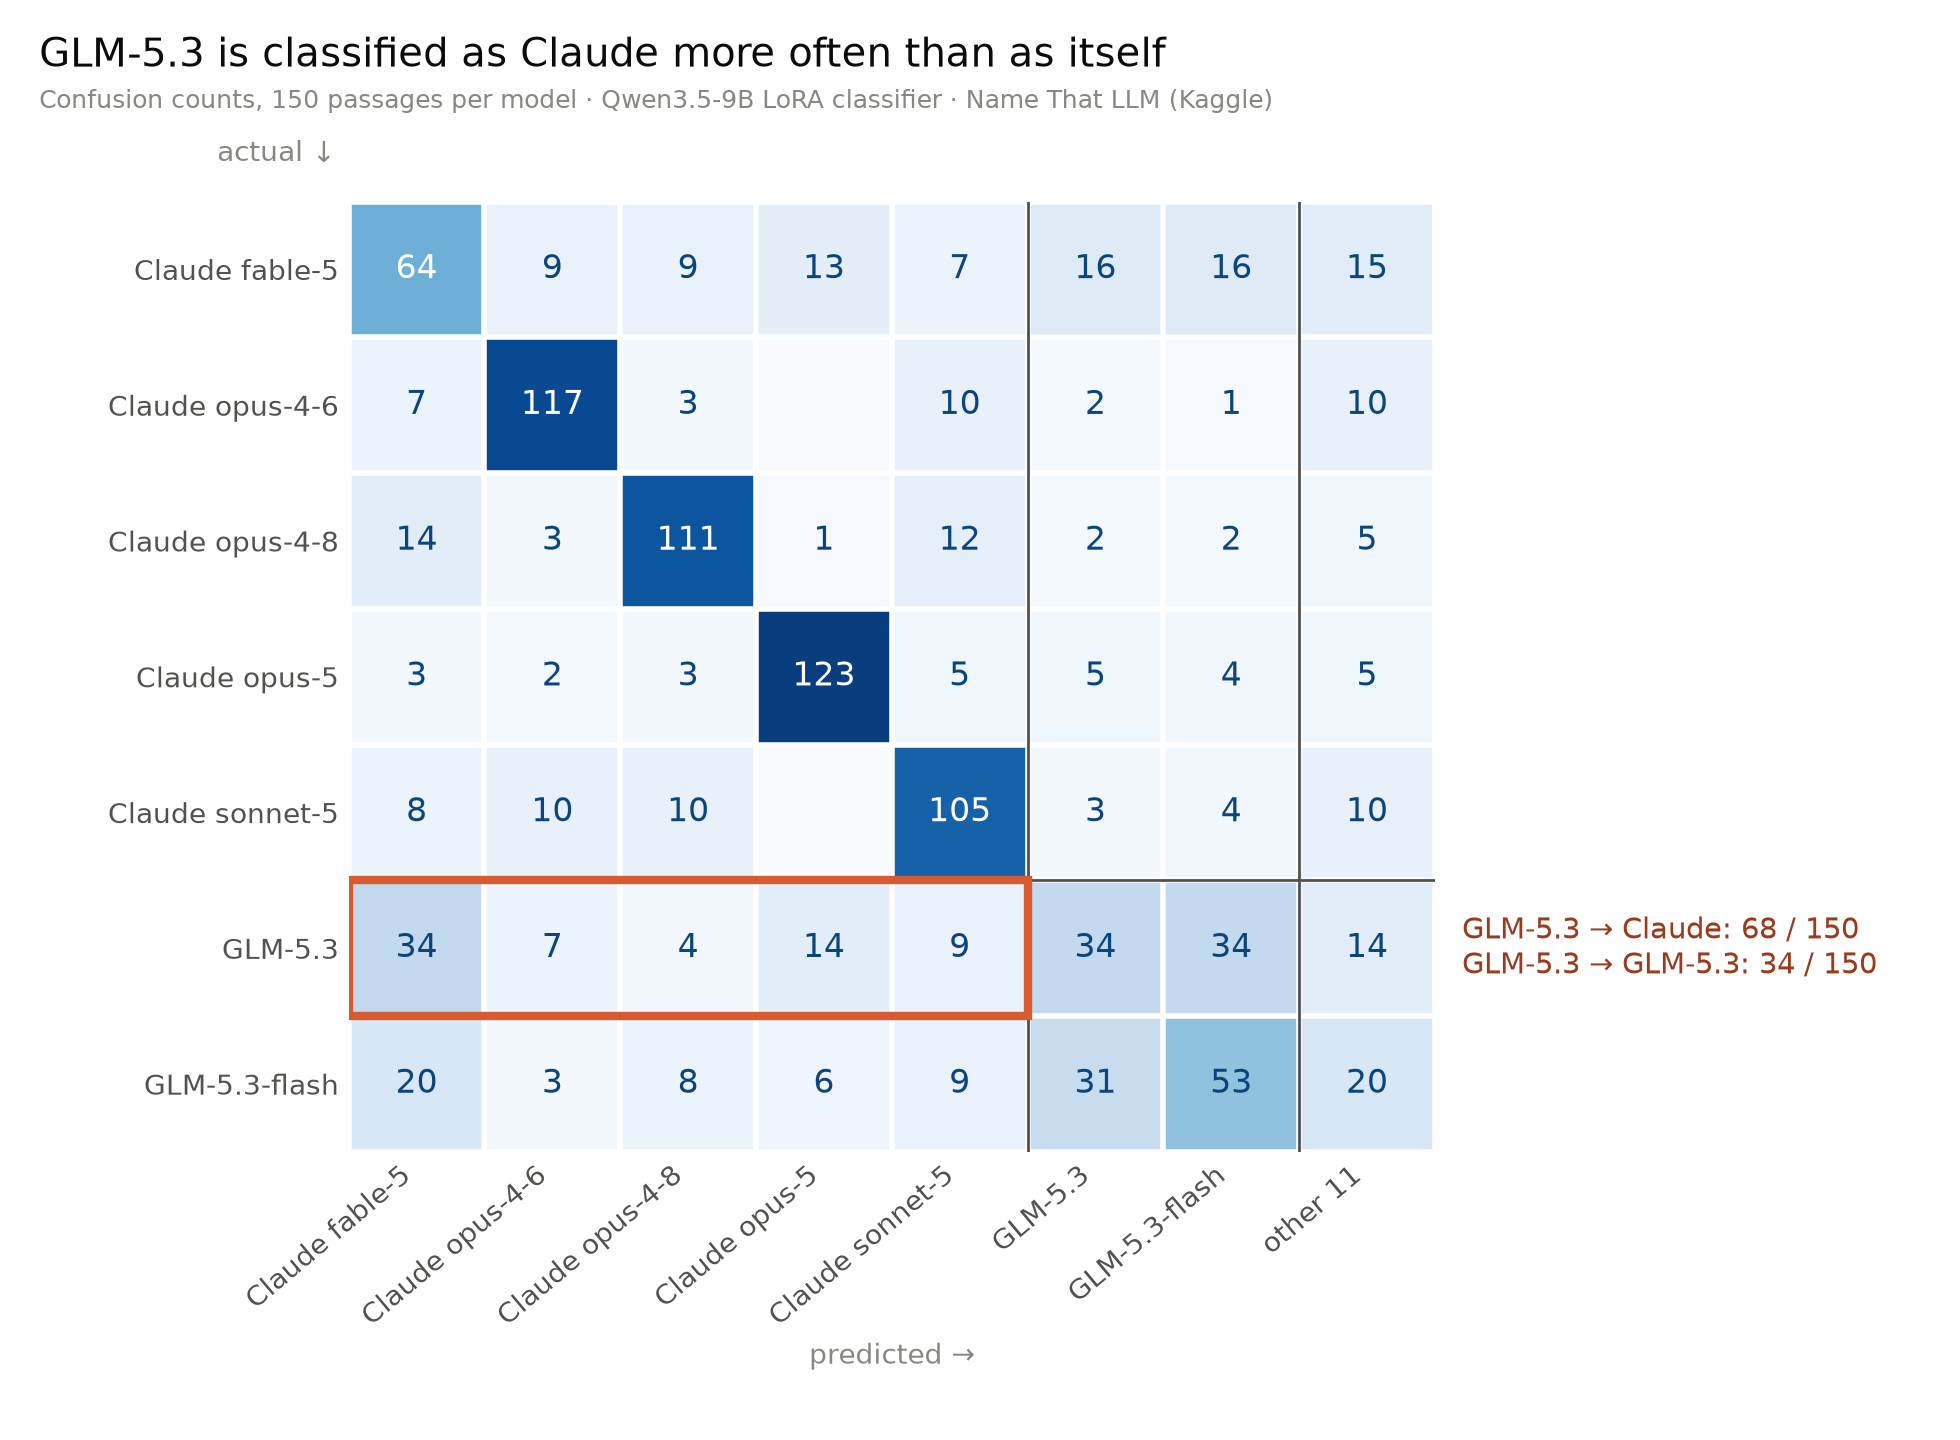 GLM-5.3 is classified as Claude more often than as itself
Confusion counts, 150 passages per model · Qwen3.5-9B LoRA classifier · Name That LLM (Kaggle)
actual ↓
Claude fable-5 64 9 9 13 7 16 16 15
Claude opus-4-6 7 117 3 10 2 1 10
Claude opus-4-8 14 3 111 1 12 2 2 5
Claude opus-5 3 2 3 123 5 5 4 5
Claude sonnet-5 8 10 10 105 3 4 10
GLM-5.3 34 7 4 14 9 34 34 14
GLM-5.3 → Claude: 68 / 150
GLM-5.3 → GLM-5.3: 34 / 150
GLM-5.3-flash 20 3 8 6 9 31 53 20
Claude fable-5
Claude opus-4-6
Claude opus-4-8
Claude opus-5
Claude sonnet-5
GLM-5.3
GLM-5.3-flash
other 11
predicted →